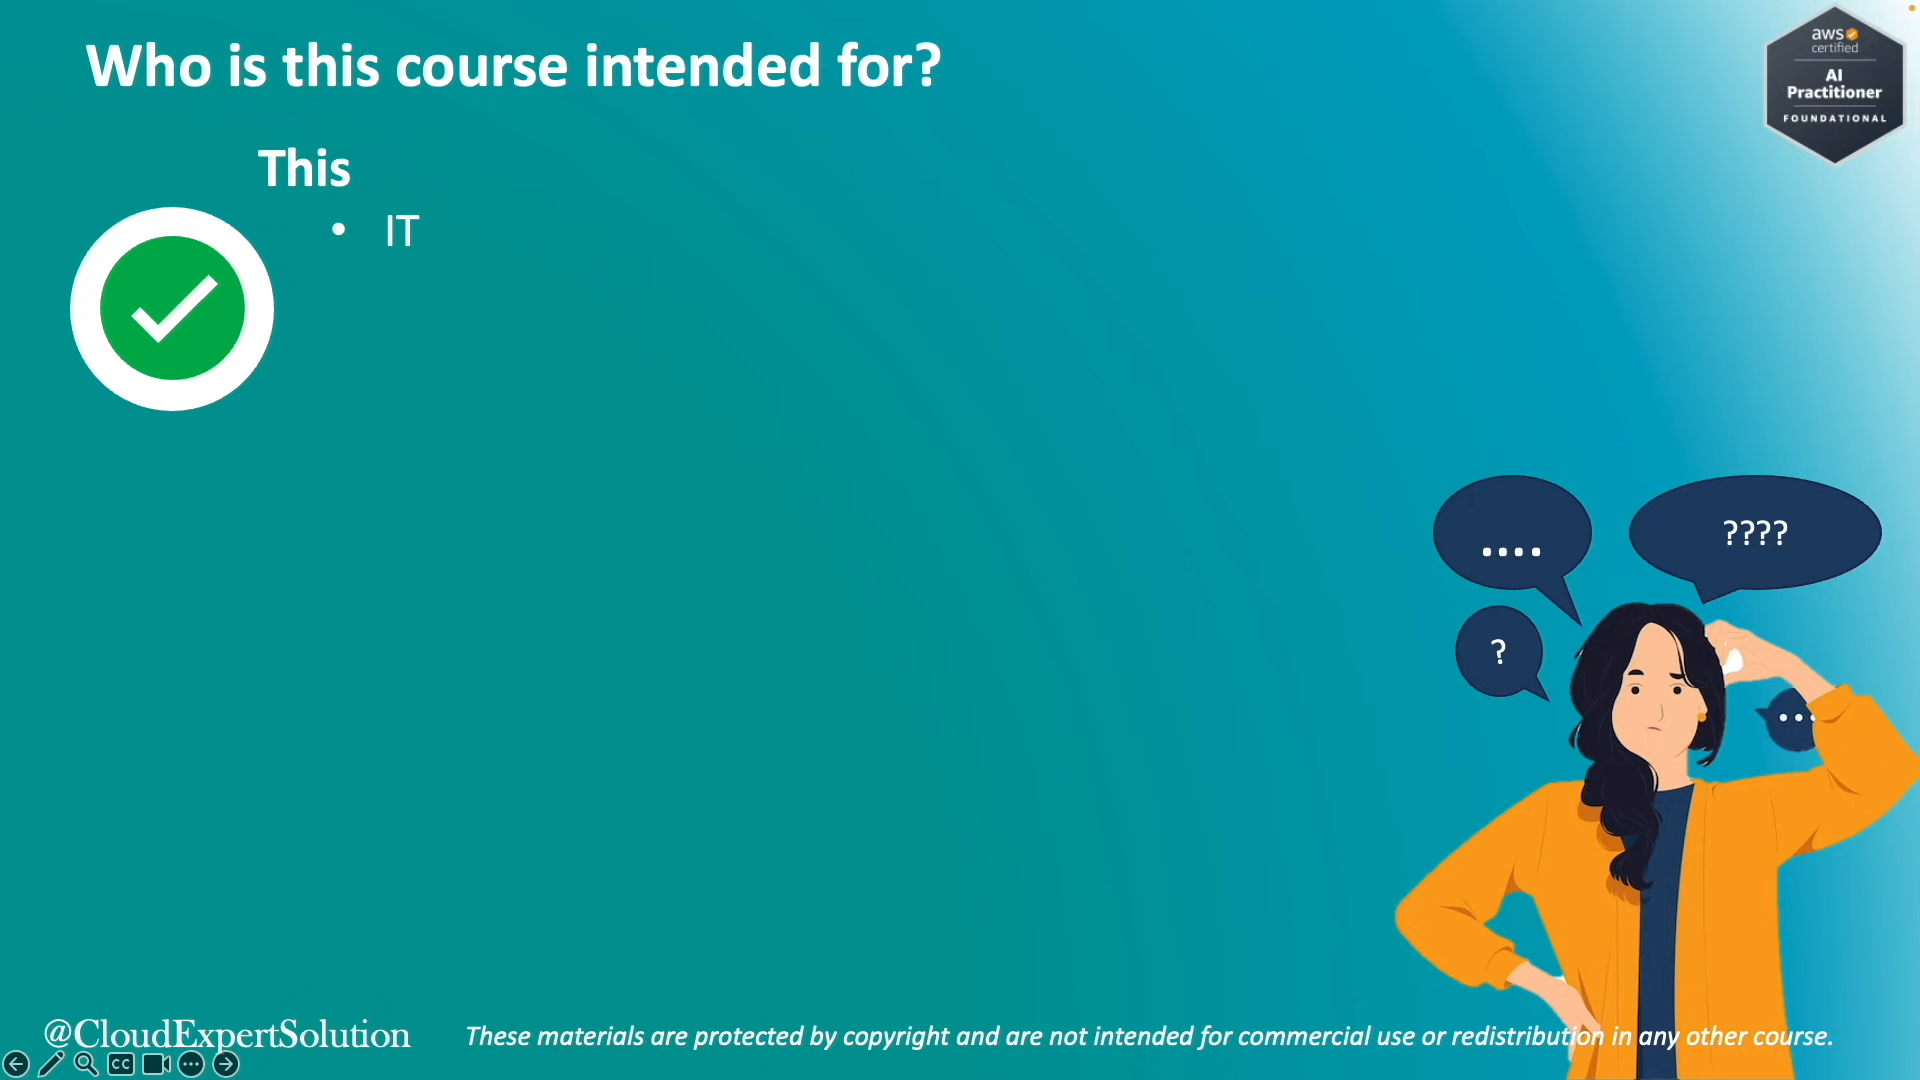 Who is this course intended for?
aws
certified
AI
Practitioner
FOUNDATIONAL
This
• IT
....
????
?
...
@CloudExpertSolution
These materials are protected by copyright and are not intended for commercial use or redistribution in any other course.
CC